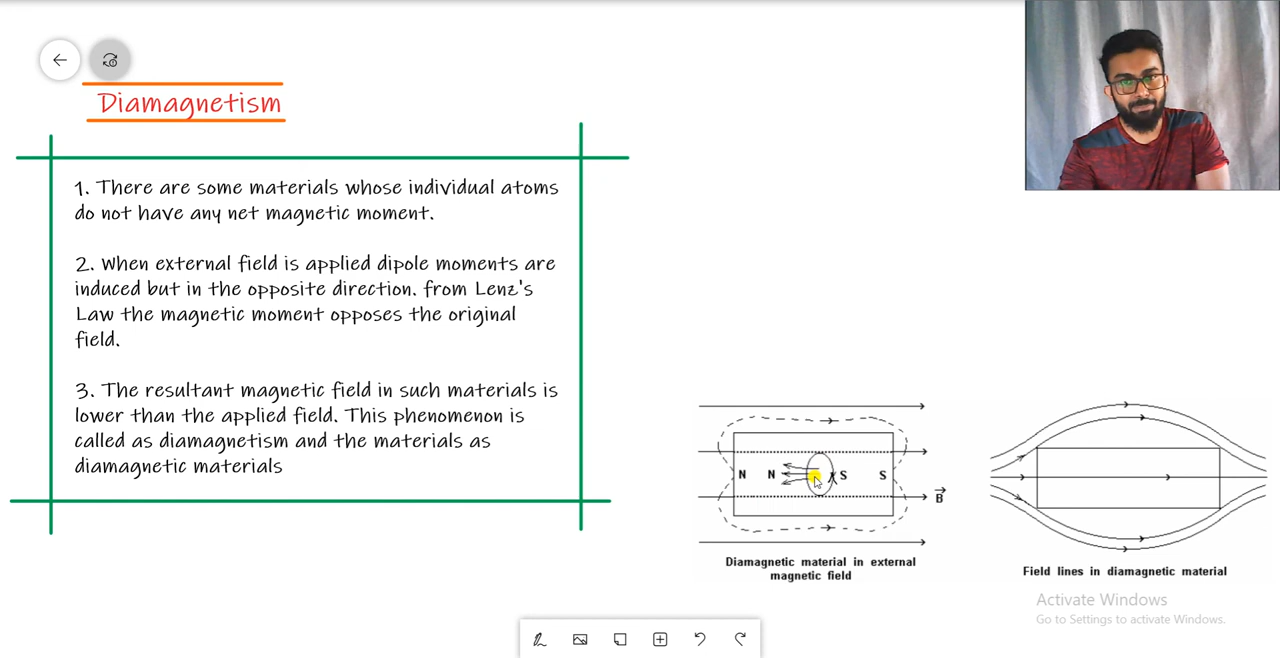 Diamagnetism
1. There are some materials whose individual atoms
do not have any net magnetic moment.
2. When external field is applied dipole moments are
induced but in the opposite direction. from Lenz's
Law the magnetic moment opposes the original
field.
3. The resultant magnetic field in such materials is
lower than the applied field. This phenomenon is
called as diamagnetism and the materials as
diamagnetic materials
N N S S
B
Diamagnetic material in external
magnetic field
Field lines in diamagnetic material
Activate Windows
Go to Settings to activate Windows.